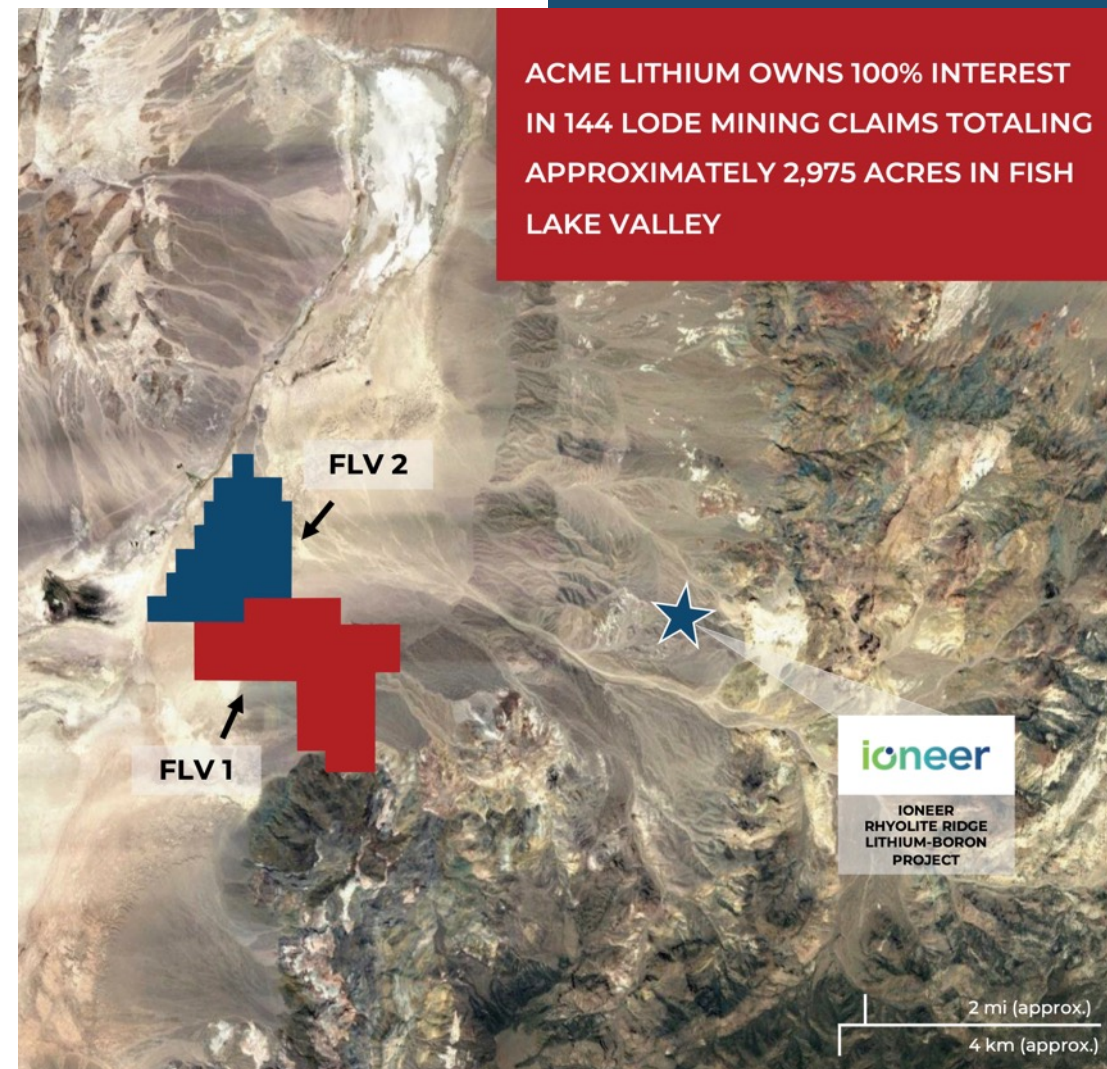 ACME LITHIUM OWNS 100% INTEREST
IN 144 LODE MINING CLAIMS TOTALING
APPROXIMATELY 2,975 ACRES IN FISH
LAKE VALLEY
FLV 2
FLV 1
ioneer
IONEER
RHYOLITE RIDGE
LITHIUM-BORON
PROJECT
2 mi (approx.)
4 km (approx.)